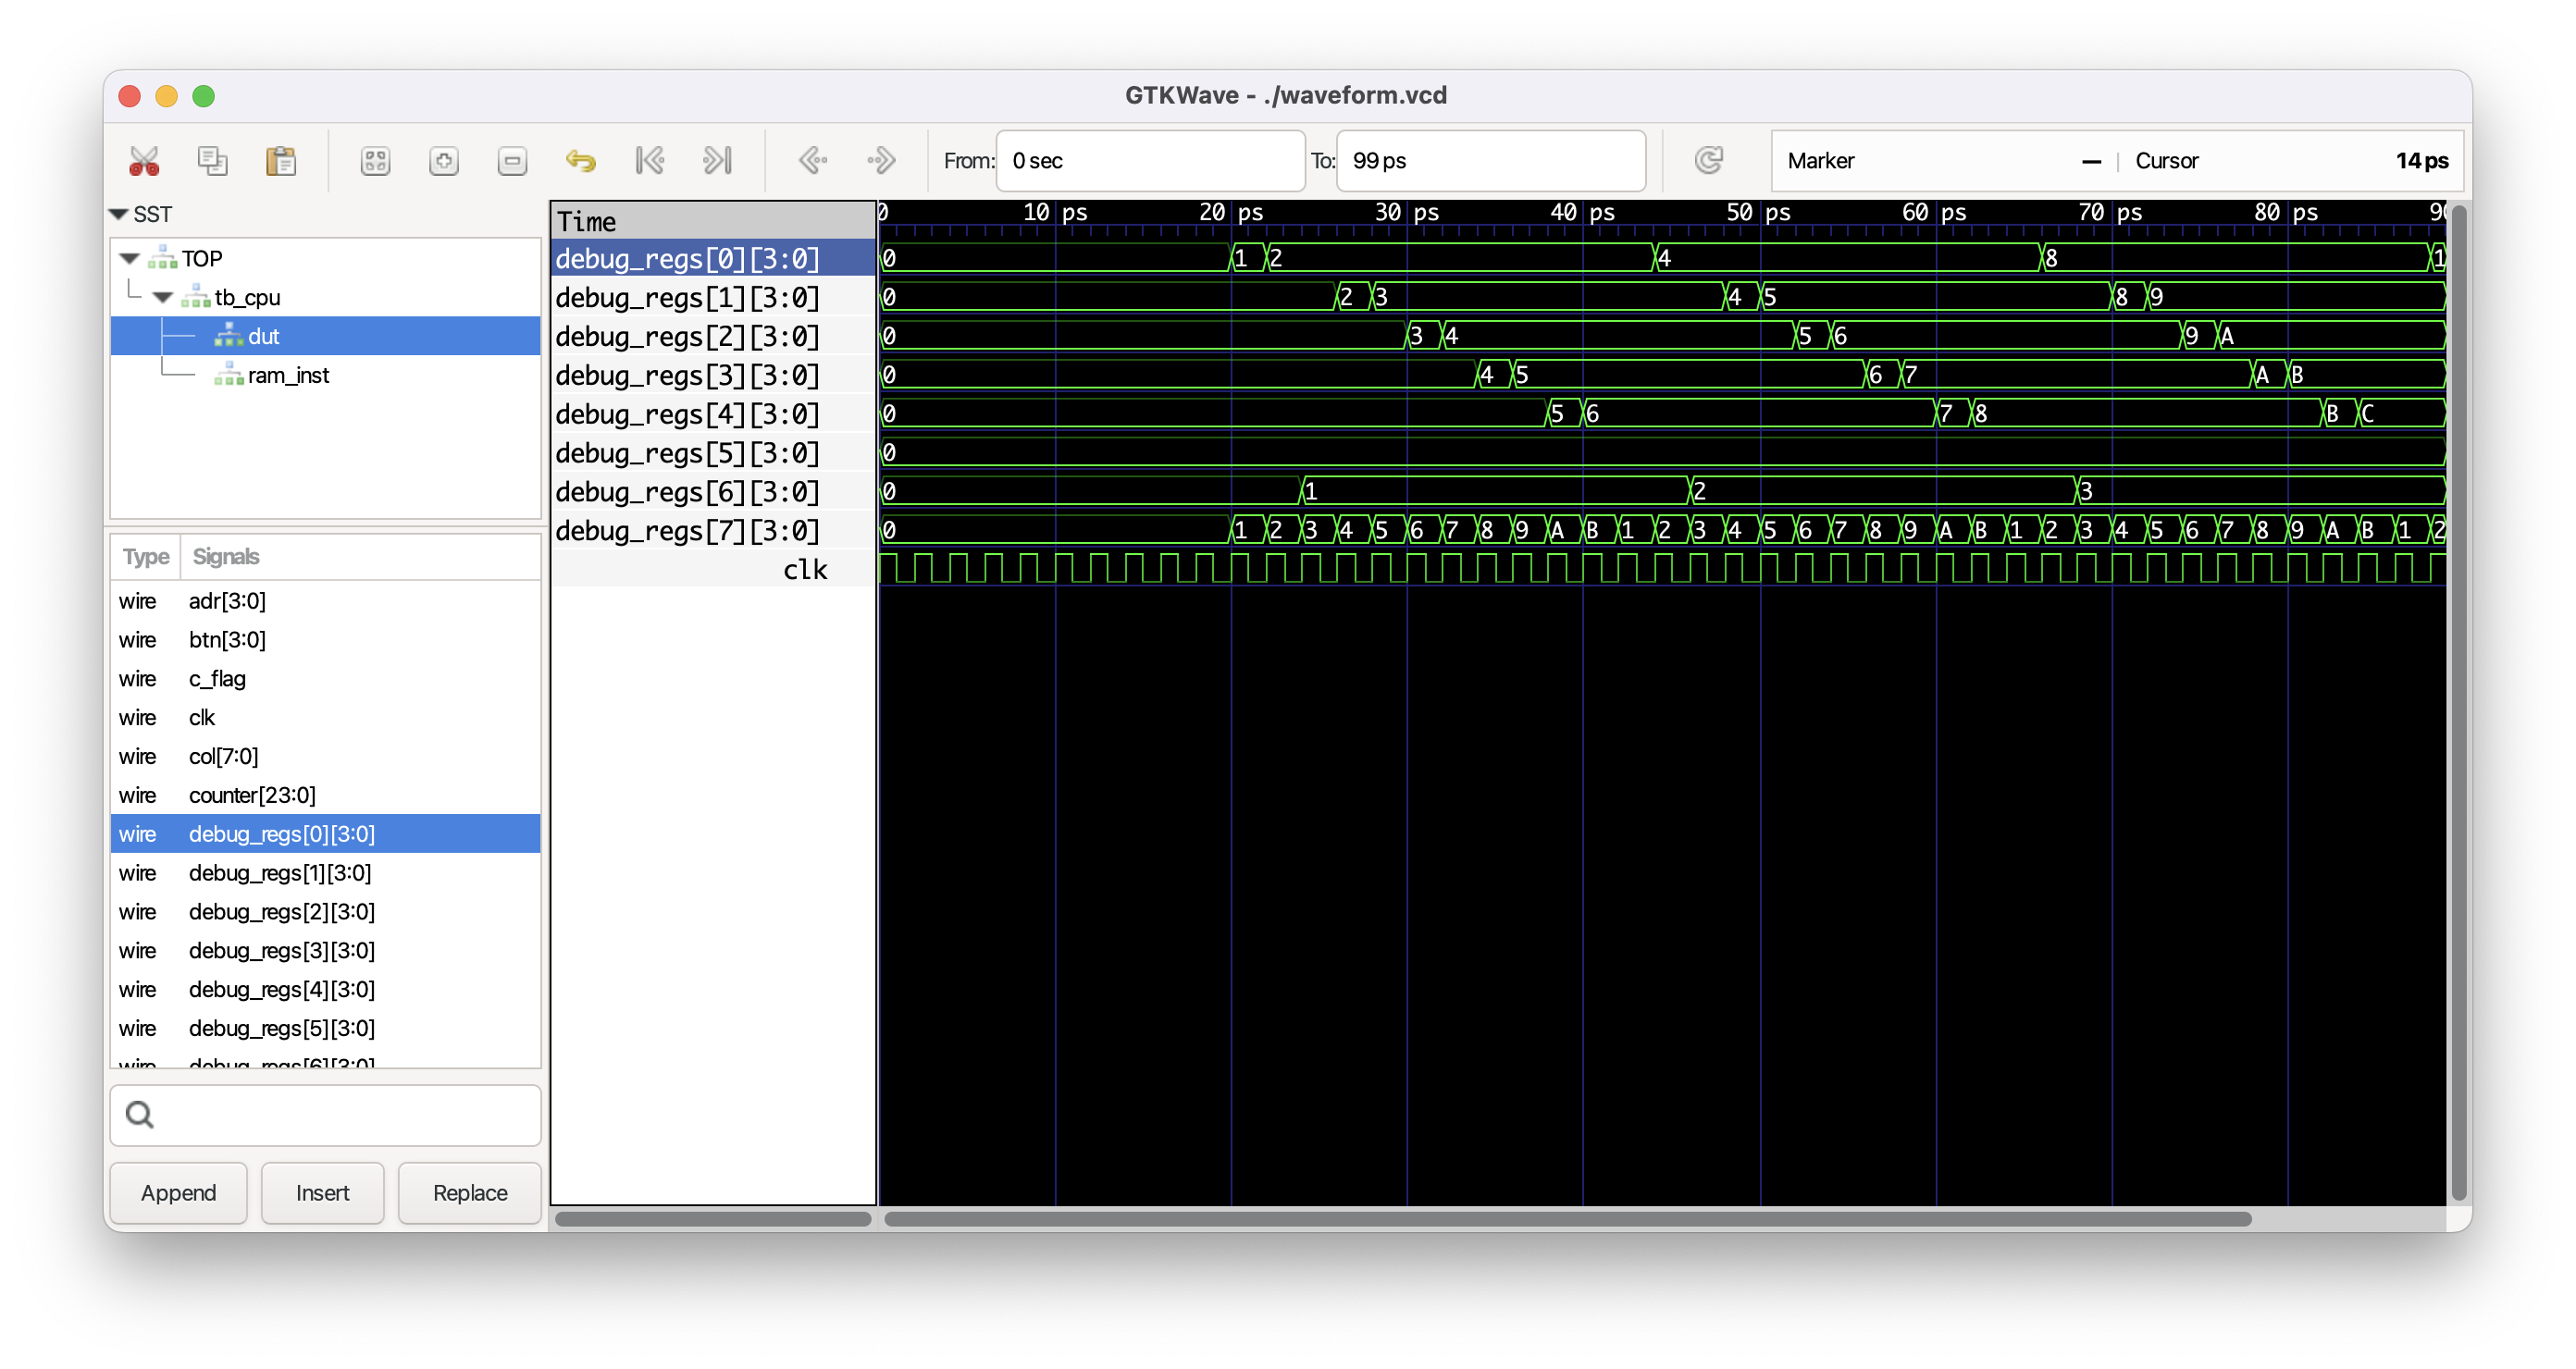 GTKWave - ./waveform.vcd
From: 0 sec To: 99 ps Marker — | Cursor 14 ps
SST
TOP
tb_cpu
dut
ram_inst
Type Signals
wire adr[3:0]
wire btn[3:0]
wire c_flag
wire clk
wire col[7:0]
wire counter[23:0]
wire debug_regs[0][3:0]
wire debug_regs[1][3:0]
wire debug_regs[2][3:0]
wire debug_regs[3][3:0]
wire debug_regs[4][3:0]
wire debug_regs[5][3:0]
wire debug_regs[6][3:0]
Append Insert Replace
Time 0 10 ps 20 ps 30 ps 40 ps 50 ps 60 ps 70 ps 80 ps 90
debug_regs[0][3:0] 0 1 2 4 8 1
debug_regs[1][3:0] 0 2 3 4 5 8 9
debug_regs[2][3:0] 0 3 4 5 6 9 A
debug_regs[3][3:0] 0 4 5 6 7 A B
debug_regs[4][3:0] 0 5 6 7 8 B C
debug_regs[5][3:0] 0
debug_regs[6][3:0] 0 1 2 3
debug_regs[7][3:0] 0 1 2 3 4 5 6 7 8 9 A B 1 2 3 4 5 6 7 8 9 A B 1 2 3 4 5 6 7 8 9 A B 1 2
clk